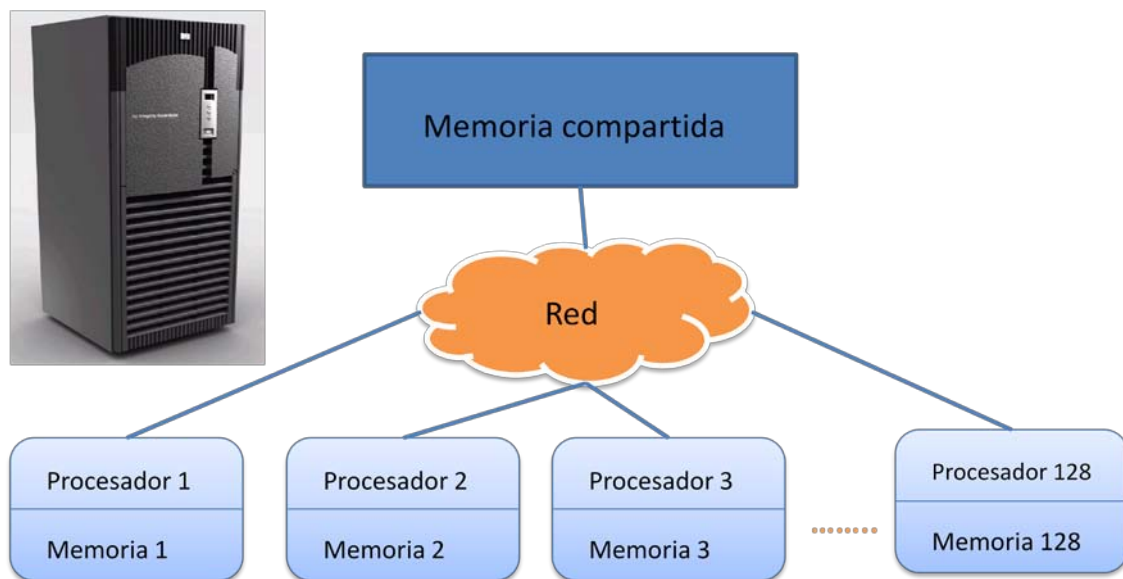 Memoria compartida
Red
Procesador 1
Memoria 1
Procesador 2
Memoria 2
Procesador 3
Memoria 3
Procesador 128
Memoria 128